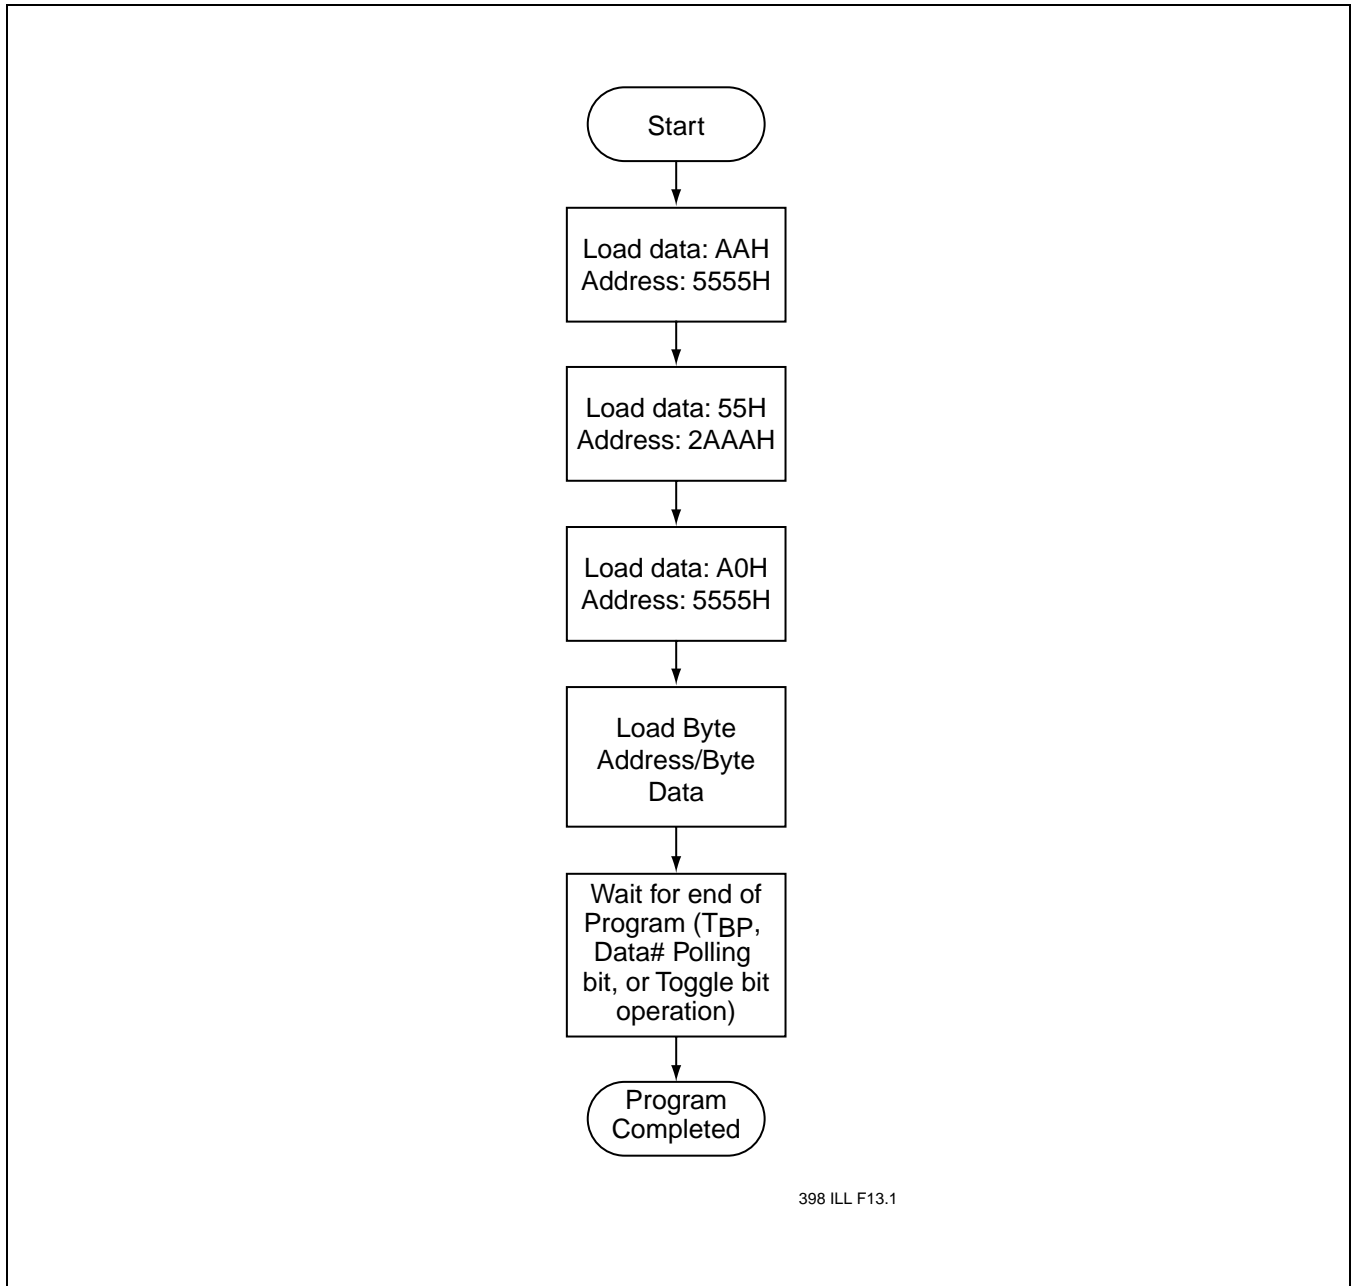 Start
Load data: AAH
Address: 5555H
Load data: 55H
Address: 2AAAH
Load data: A0H
Address: 5555H
Load Byte
Address/Byte
Data
Wait for end of
Program (TBP,
Data# Polling
bit, or Toggle bit
operation)
Program
Completed
398 ILL F13.1